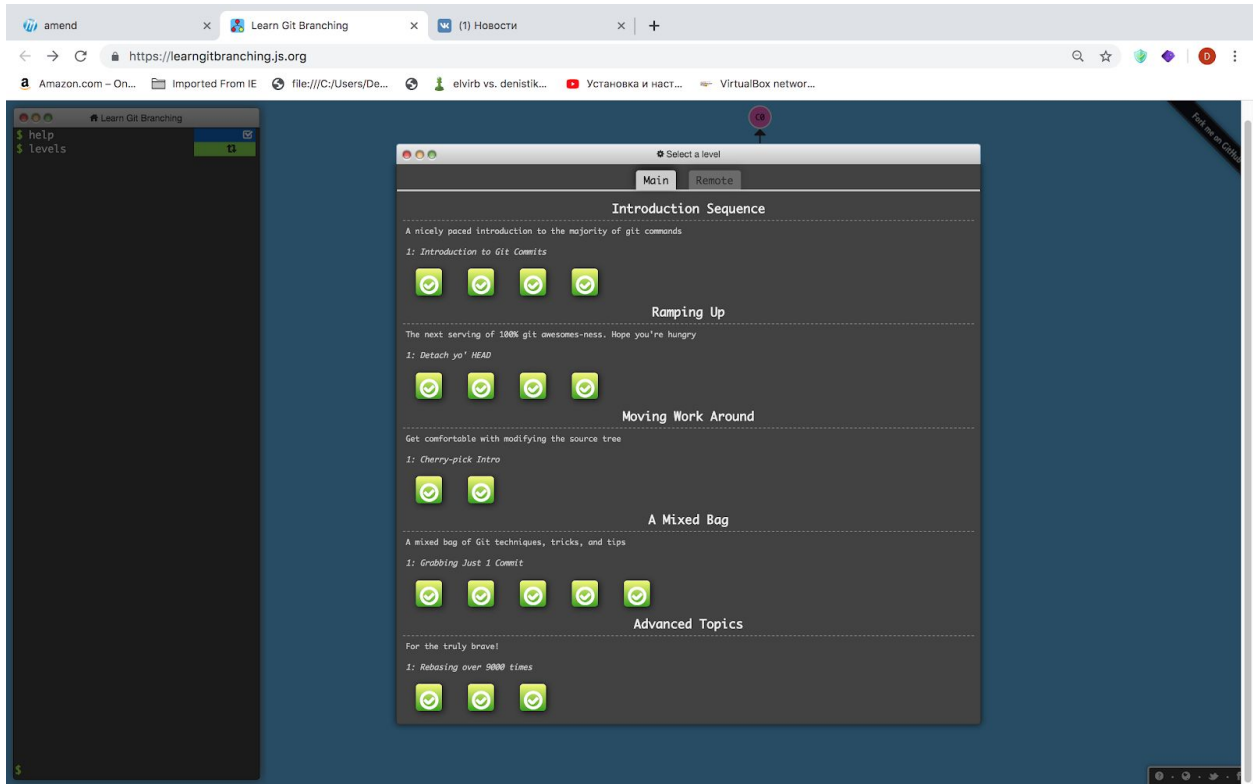 amend
Learn Git Branching
(1) Новости
https://learngitbranching.js.org
D
a Amazon.com – On...
Imported From IE
file:///C:/Users/De...
elvirb vs. denistik...
Установка и наст...
VirtualBox networ...
Learn Git Branching
$ help
$ levels
C0
Fork me on GitHub
Select a level
Main
Remote
Introduction Sequence
A nicely paced introduction to the majority of git commands
1: Introduction to Git Commits
Ramping Up
The next serving of 100% git awesomes-ness. Hope you're hungry
1: Detach yo' HEAD
Moving Work Around
Get comfortable with modifying the source tree
1: Cherry-pick Intro
A Mixed Bag
A mixed bag of Git techniques, tricks, and tips
1: Grabbing Just 1 Commit
Advanced Topics
For the truly brave!
1: Rebasing over 9000 times
$